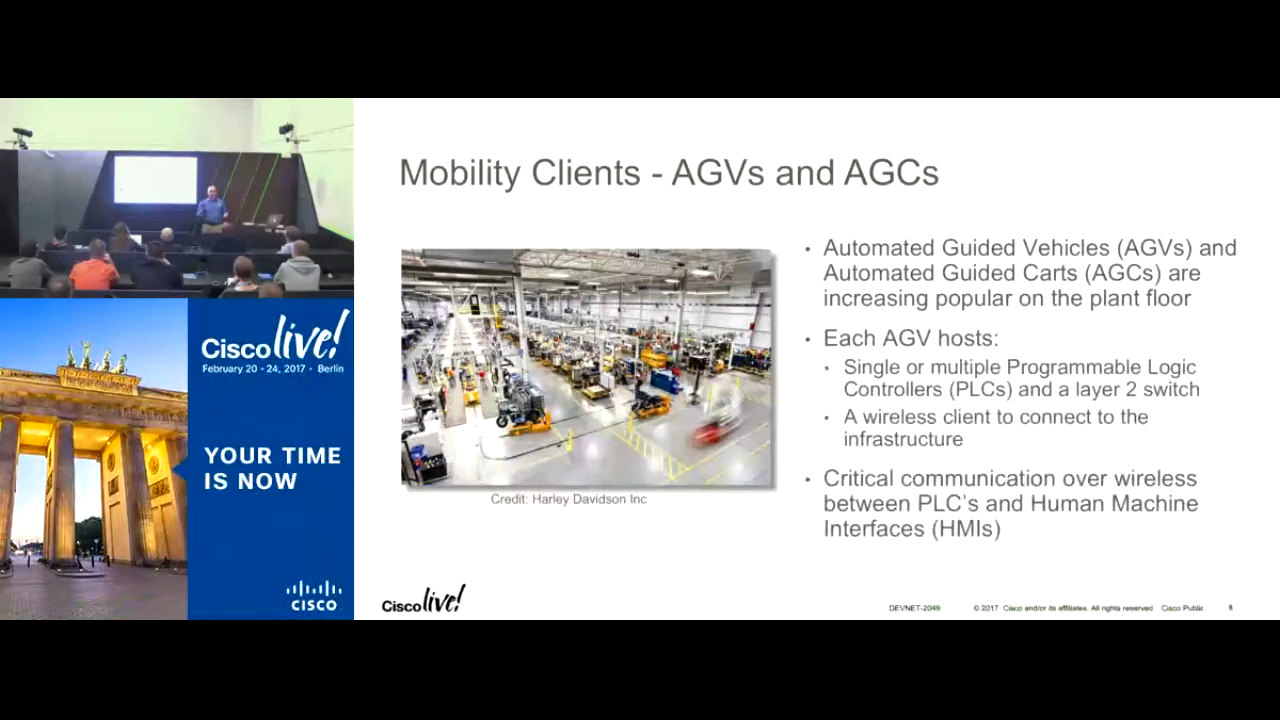 Mobility Clients - AGVs and AGCs
• Automated Guided Vehicles (AGVs) and
Automated Guided Carts (AGCs) are
increasing popular on the plant floor
• Each AGV hosts:
• Single or multiple Programmable Logic
Controllers (PLCs) and a layer 2 switch
• A wireless client to connect to the
infrastructure
• Critical communication over wireless
between PLC's and Human Machine
Interfaces (HMIs)
Credit: Harley Davidson Inc
Cisco live!
February 20 - 24, 2017 • Berlin
YOUR TIME
IS NOW
CISCO
Cisco live!
DEVNET-2049 © 2017 Cisco and/or its affiliates. All rights reserved. Cisco Public 8